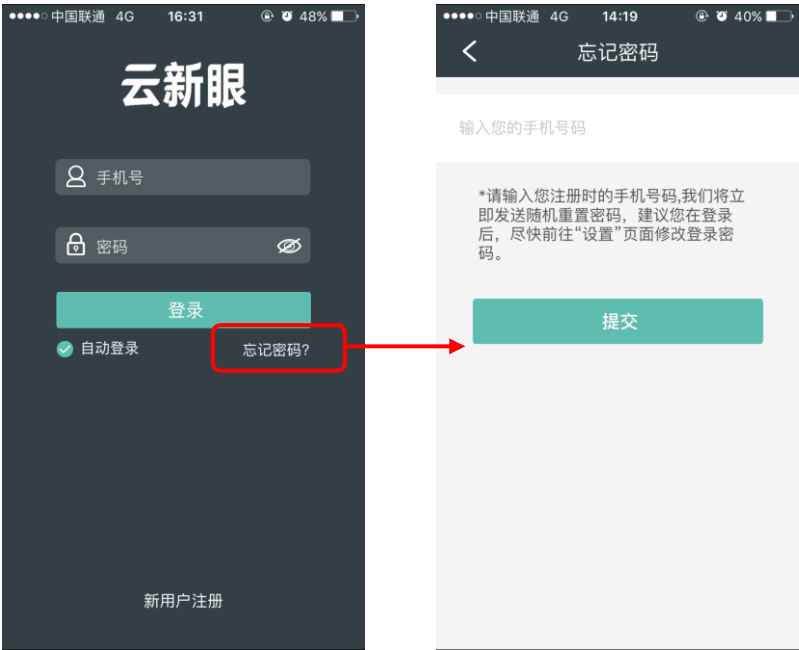 中国联通 4G 16:31 48%
云新眼
手机号
密码
登录
自动登录 忘记密码?
新用户注册
中国联通 4G 14:19 40%
忘记密码
输入您的手机号码
*请输入您注册时的手机号码,我们将立
即发送随机重置密码，建议您在登录
后，尽快前往“设置”页面修改登录密
码。
提交